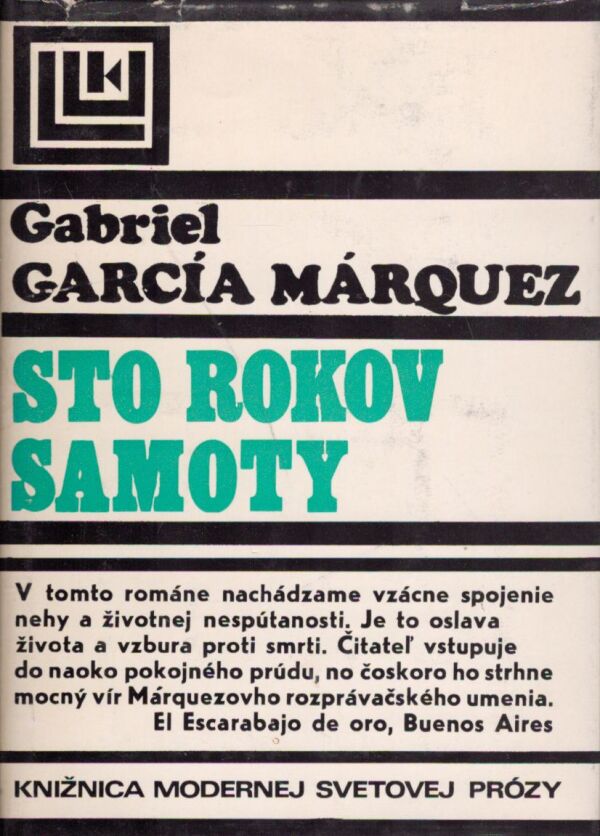 Gabriel
GARCÍA MÁRQUEZ
STO ROKOV
SAMOTY
V tomto románe nachádzame vzácne spojenie
nehy a životnej nespútanosti. Je to oslava
života a vzbura proti smrti. Čitateľ vstupuje
do naoko pokojného prúdu, no čoskoro ho strhne
mocný vír Márquezovho rozprávačského umenia.
El Escarabajo de oro, Buenos Aires
KNIŽNICA MODERNEJ SVETOVEJ PRÓZY